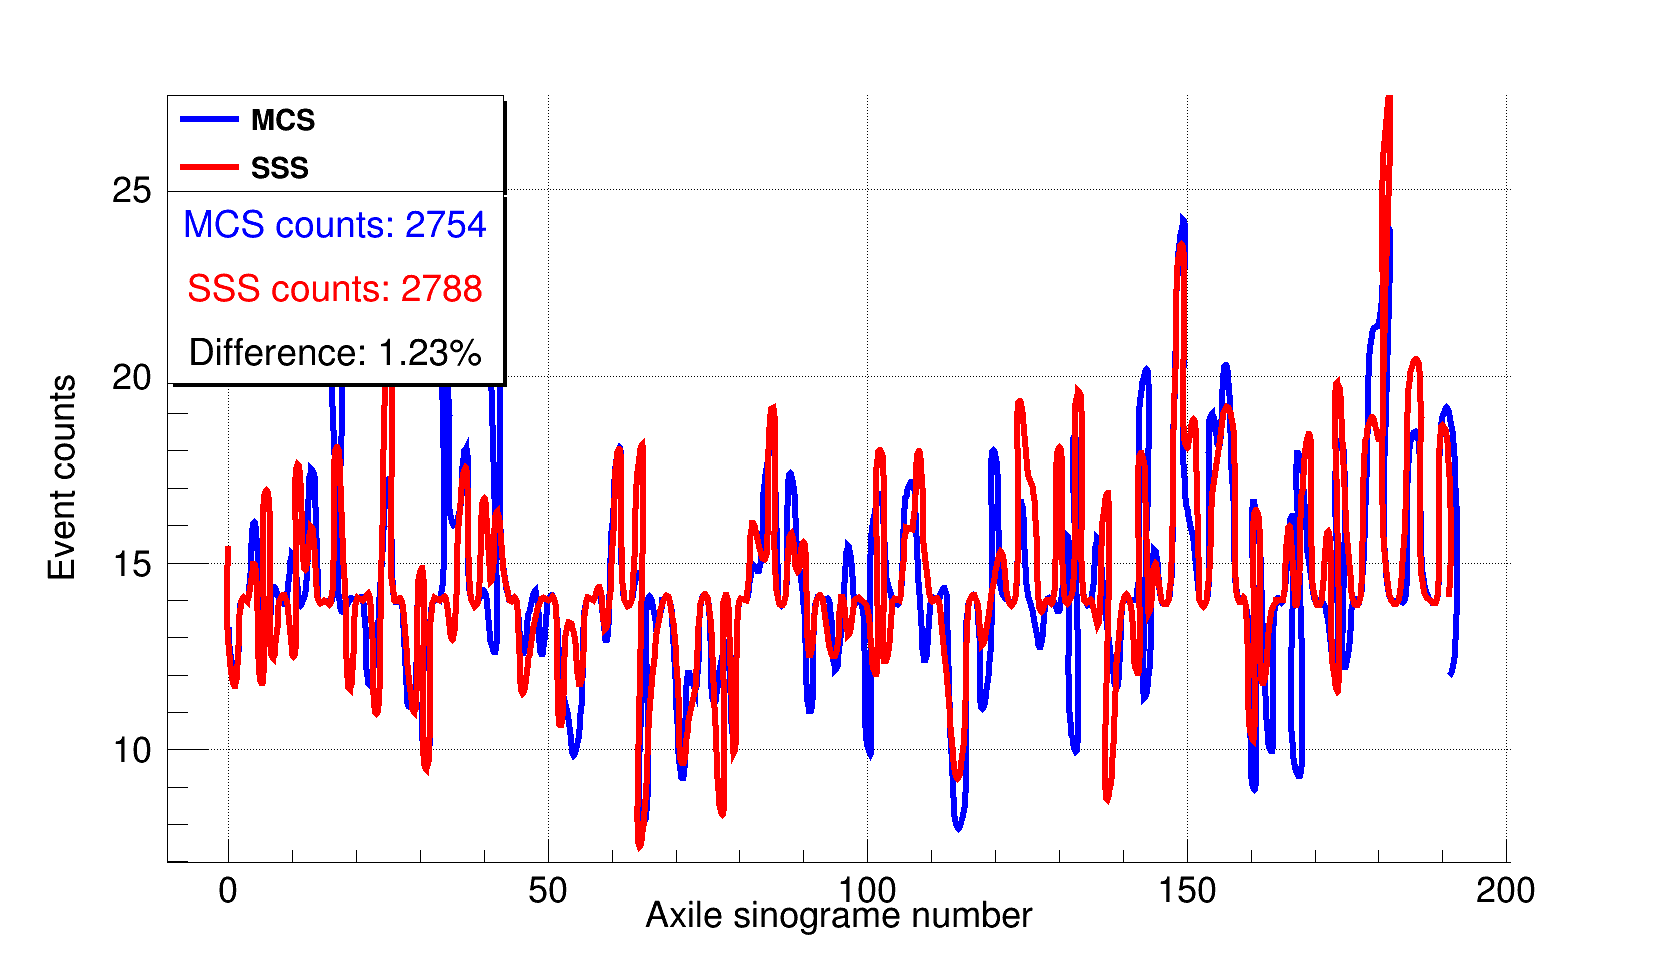 MCS
SSS
MCS counts: 2754
SSS counts: 2788
Difference: 1.23%
25
20
15
10
Event counts
0 50 100 150 200
Axile sinograme number